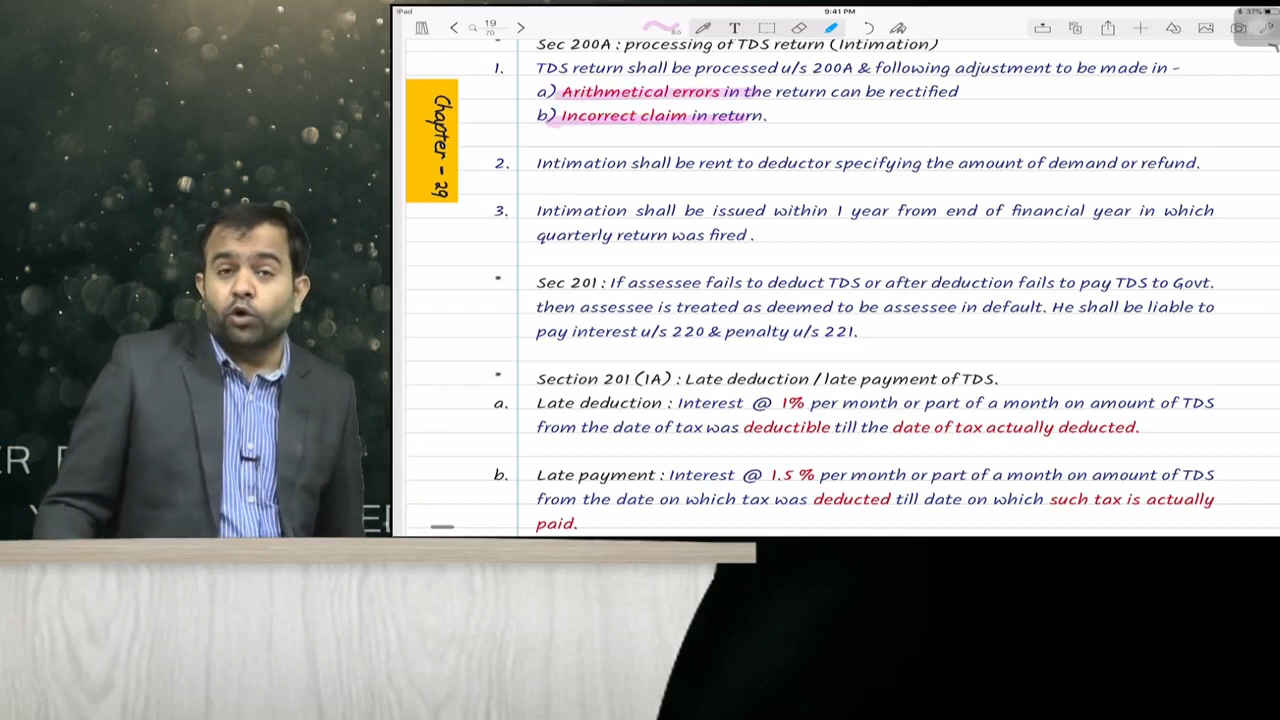 iPad
9:41 PM
37%
19
70
T
8.5
Sec 200A : processing of TDS return (Intimation)
1. TDS return shall be processed u/s 200A & following adjustment to be made in -
a) Arithmetical errors in the return can be rectified
b) Incorrect claim in return.
Chapter - 29
2. Intimation shall be rent to deductor specifying the amount of demand or refund.
3. Intimation shall be issued within 1 year from end of financial year in which
quarterly return was fired .
* Sec 201 : If assessee fails to deduct TDS or after deduction fails to pay TDS to Govt.
then assessee is treated as deemed to be assessee in default. He shall be liable to
pay interest u/s 220 & penalty u/s 221.
* Section 201 (1A) : Late deduction / late payment of TDS.
a. Late deduction : Interest @ 1% per month or part of a month on amount of TDS
from the date of tax was deductible till the date of tax actually deducted.
b. Late payment : Interest @ 1.5 % per month or part of a month on amount of TDS
from the date on which tax was deducted till date on which such tax is actually
paid.